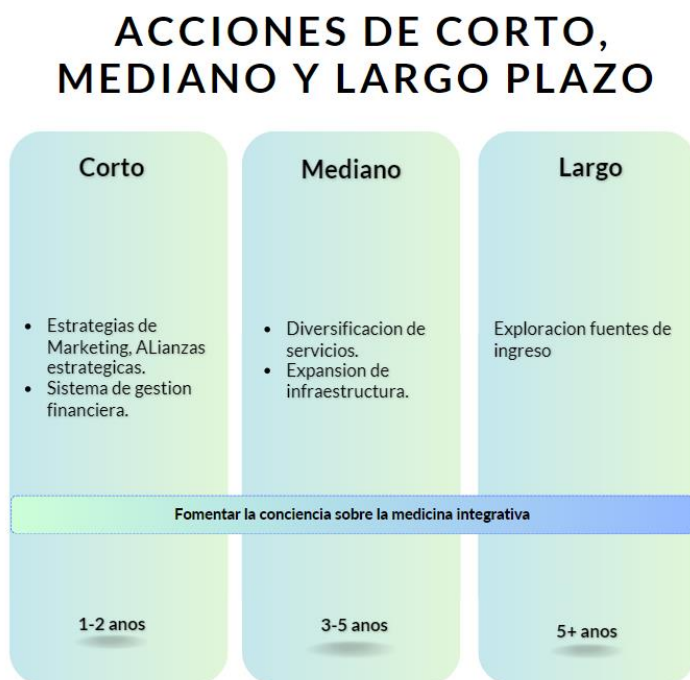 ACCIONES DE CORTO,
MEDIANO Y LARGO PLAZO
Corto
• Estrategias de
Marketing, ALianzas
estrategicas.
• Sistema de gestion
financiera.
Mediano
• Diversificacion de
servicios.
• Expansion de
infraestructura.
Largo
Exploracion fuentes de
ingreso
Fomentar la conciencia sobre la medicina integrativa
1-2 anos
3-5 anos
5+ anos